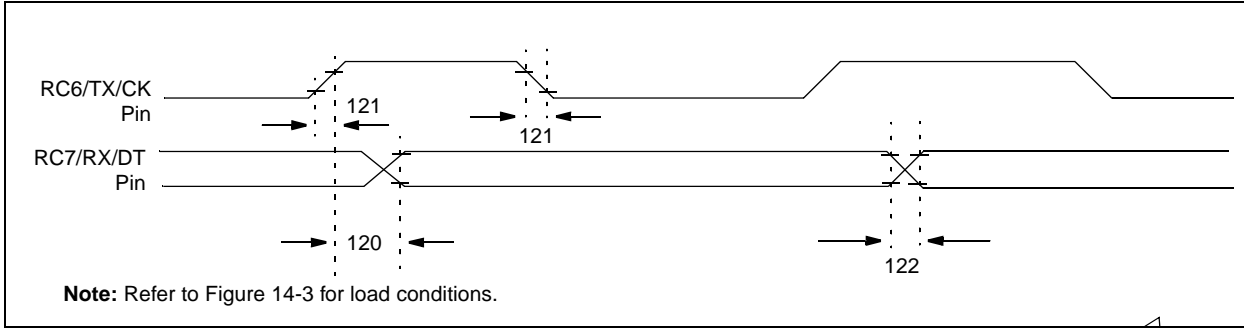 RC6/TX/CK
Pin
121
121
RC7/RX/DT
Pin
120
122
Note: Refer to Figure 14-3 for load conditions.